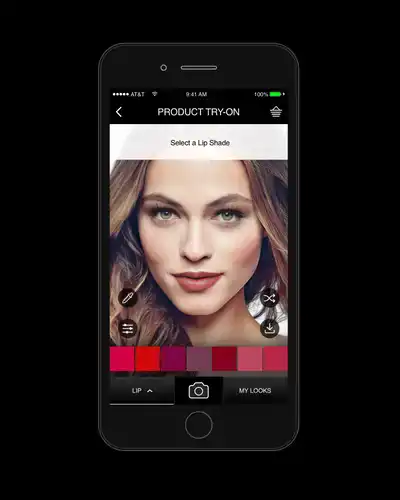 AT&T 9:41 AM 100%
PRODUCT TRY-ON
Select a Lip Shade
LIP MY LOOKS